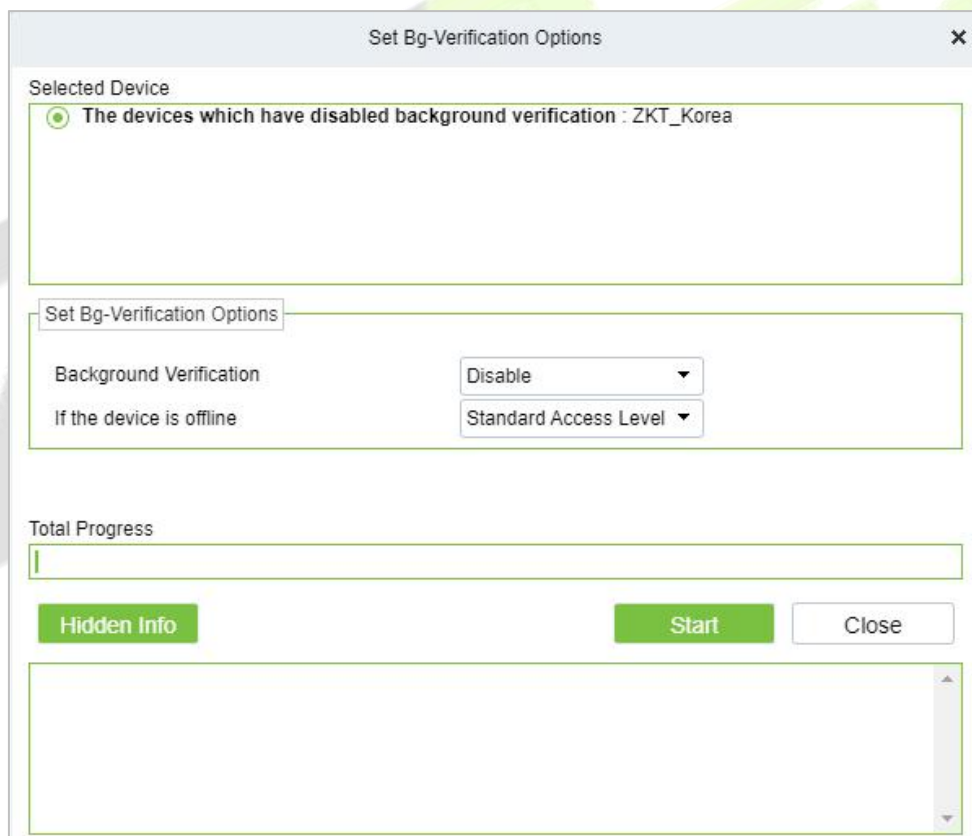 Set Bg-Verification Options
Selected Device
The devices which have disabled background verification : ZKT_Korea
Set Bg-Verification Options
Background Verification Disable
If the device is offline Standard Access Level
Total Progress
Hidden Info Start Close